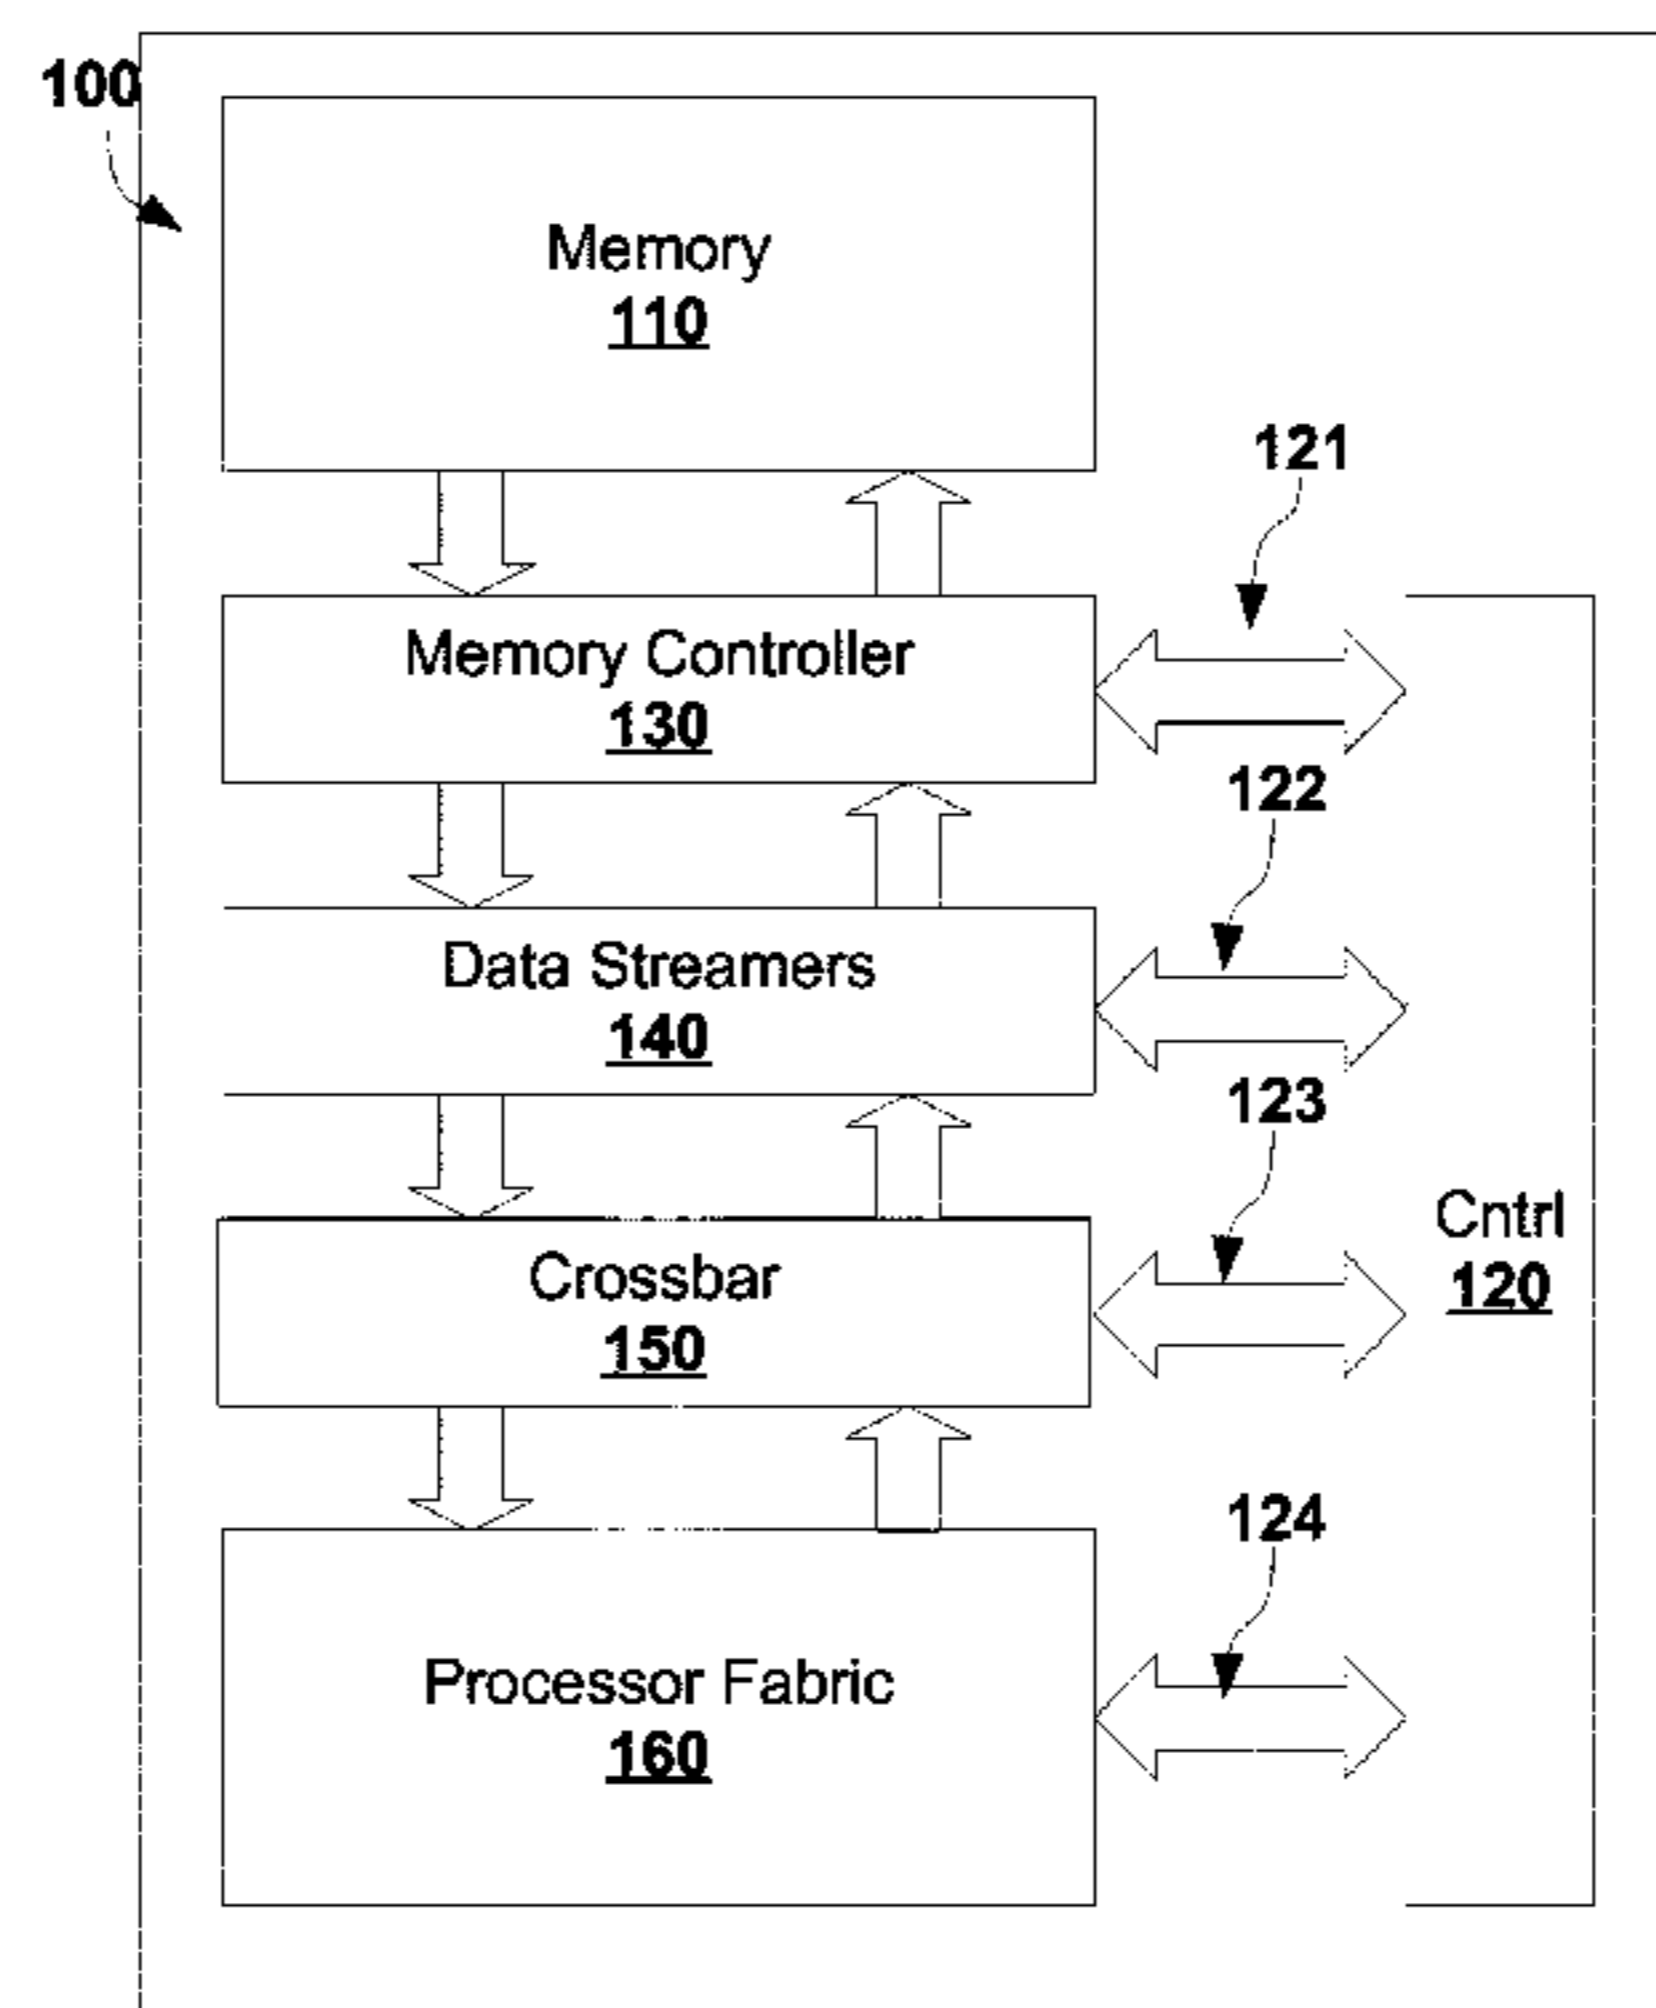 100
Memory
110
121
Memory Controller
130
122
Data Streamers
140
123
Crossbar
150
Cntrl
120
124
Processor Fabric
160